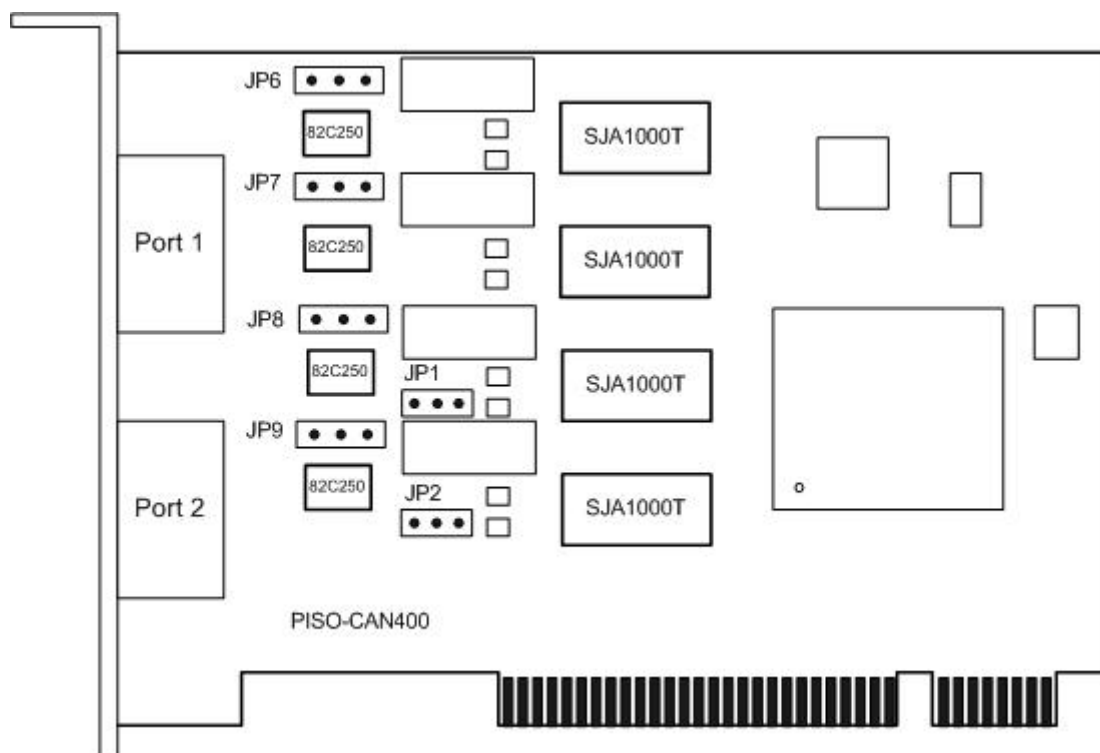 JP6
82C250
SJA1000T
JP7
Port 1
82C250
SJA1000T
JP8
82C250
JP1
SJA1000T
JP9
82C250
JP2
Port 2
SJA1000T
PISO-CAN400